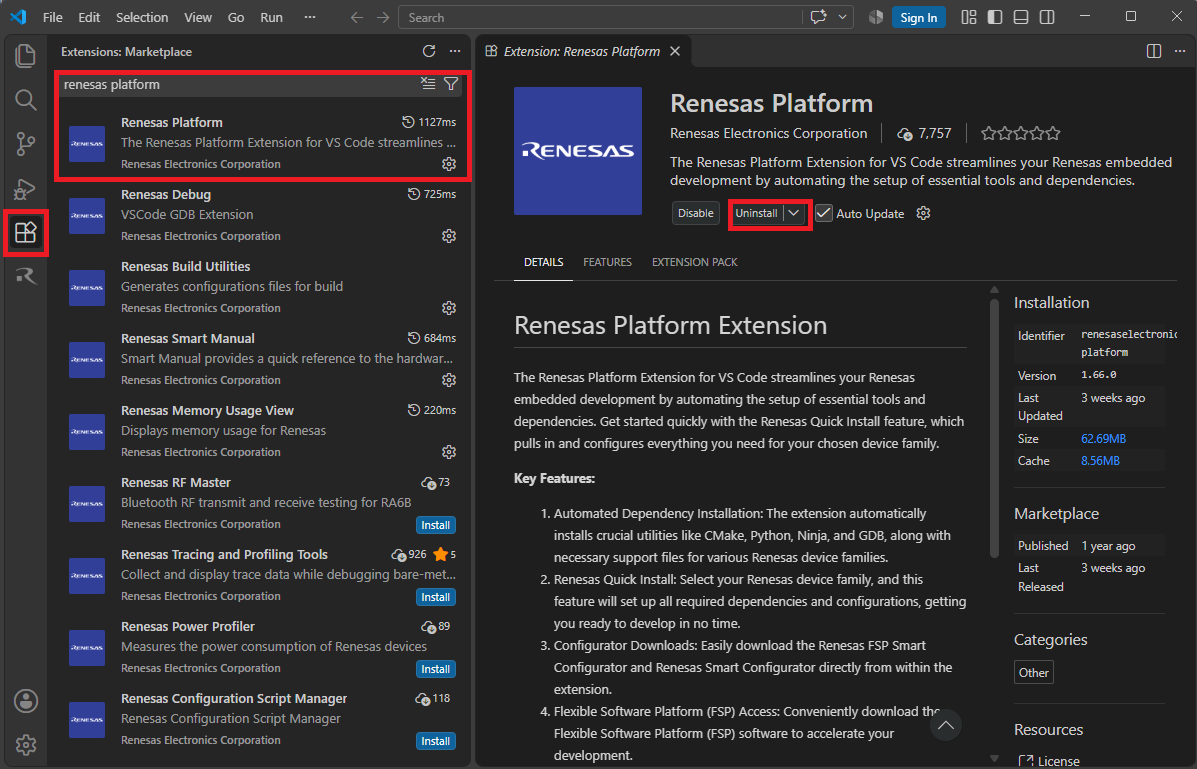 File Edit Selection View Go Run ···
Search
Sign In
Extensions: Marketplace
renesas platform
Renesas Platform 1127ms
The Renesas Platform Extension for VS Code streamlines ...
Renesas Electronics Corporation
Renesas Debug 725ms
VSCode GDB Extension
Renesas Electronics Corporation
Renesas Build Utilities
Generates configurations files for build
Renesas Electronics Corporation
Renesas Smart Manual 684ms
Smart Manual provides a quick reference to the hardwar...
Renesas Electronics Corporation
Renesas Memory Usage View 220ms
Displays memory usage for Renesas
Renesas Electronics Corporation
Renesas RF Master 73
Bluetooth RF transmit and receive testing for RA6B
Renesas Electronics Corporation Install
Renesas Tracing and Profiling Tools 926 5
Collect and display trace data while debugging bare-met...
Renesas Electronics Corporation Install
Renesas Power Profiler 89
Measures the power consumption of Renesas devices
Renesas Electronics Corporation Install
Renesas Configuration Script Manager 118
Renesas Configuration Script Manager
Renesas Electronics Corporation Install
RENESAS
RENESAS
RENESAS
RENESAS
RENESAS
RENESAS
RENESAS
RENESAS
RENESAS
Extension: Renesas Platform
RENESAS
Renesas Platform
Renesas Electronics Corporation 7,757
The Renesas Platform Extension for VS Code streamlines your Renesas embedded
development by automating the setup of essential tools and dependencies.
Disable Uninstall Auto Update
DETAILS FEATURES EXTENSION PACK
Renesas Platform Extension
The Renesas Platform Extension for VS Code streamlines your Renesas
embedded development by automating the setup of essential tools and
dependencies. Get started quickly with the Renesas Quick Install feature, which
pulls in and configures everything you need for your chosen device family.
Key Features:
1. Automated Dependency Installation: The extension automatically
installs crucial utilities like CMake, Python, Ninja, and GDB, along with
necessary support files for various Renesas device families.
2. Renesas Quick Install: Select your Renesas device family, and this
feature will set up all required dependencies and configurations, getting
you ready to develop in no time.
3. Configurator Downloads: Easily download the Renesas FSP Smart
Configurator and Renesas Smart Configurator directly from within the
extension.
4. Flexible Software Platform (FSP) Access: Conveniently download the
Flexible Software Platform (FSP) software to accelerate your
development.
Installation
Identifier renesaselectronic
platform
Version 1.66.0
Last 3 weeks ago
Updated
Size 62.69MB
Cache 8.56MB
Marketplace
Published 1 year ago
Last 3 weeks ago
Released
Categories
Other
Resources
License